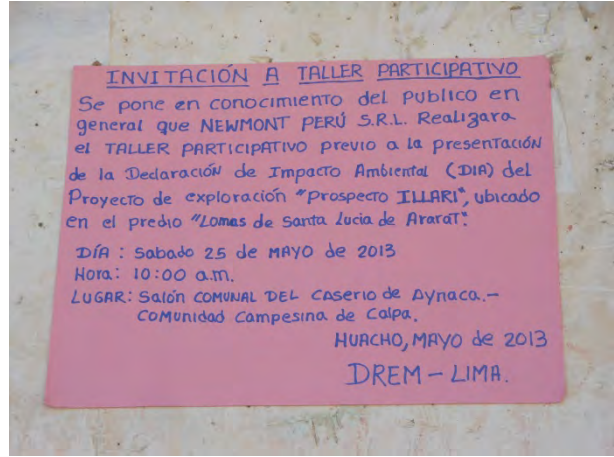 INVITACIÓN A TALLER PARTICIPATIVO
Se pone en conocimiento del publico en
general que NEWMONT PERÚ S.R.L. Realizara
el TALLER PARTICIPATIVO previo a la presentación
de la Declaración de Impacto Ambiental (DIA) del
Proyecto de exploración "Prospecto ILLARI", ubicado
en el predio "Lomas de Santa Lucia de Ararat".
DÍA : Sabado 25 de MAYO de 2013
Hora: 10:00 a.m.
LUGAR: Salón COMUNAL DEL Caserio de Aynaca.-
COMUNIdad Campesina de Calpa.
HUACHO, MAYO de 2013
DREM - LIMA.